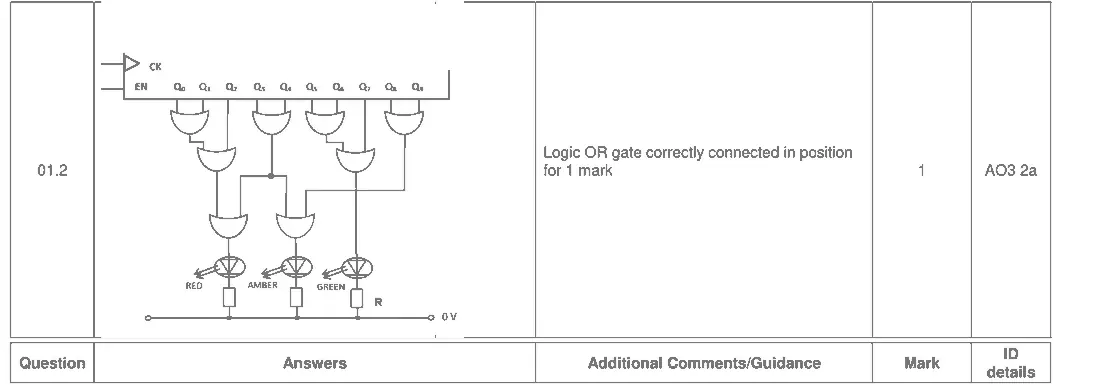 CK
EN Q₀ Q₁ Q₂ Q₃ Q₄ Q₅ Q₆ Q₇ Q₈ Q₉
01.2
Logic OR gate correctly connected in position
for 1 mark
1
AO3 2a
RED AMBER GREEN
R
0 V
Question Answers Additional Comments/Guidance Mark ID
details